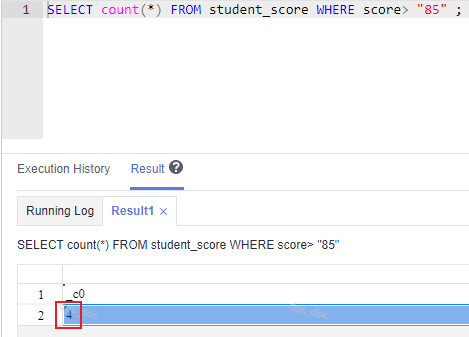 1 SELECT count(*) FROM student_score WHERE score> "85" ;
Execution History Result ?
Running Log Result1 ×
SELECT count(*) FROM student_score WHERE score> "85"
1 _c0
2 4